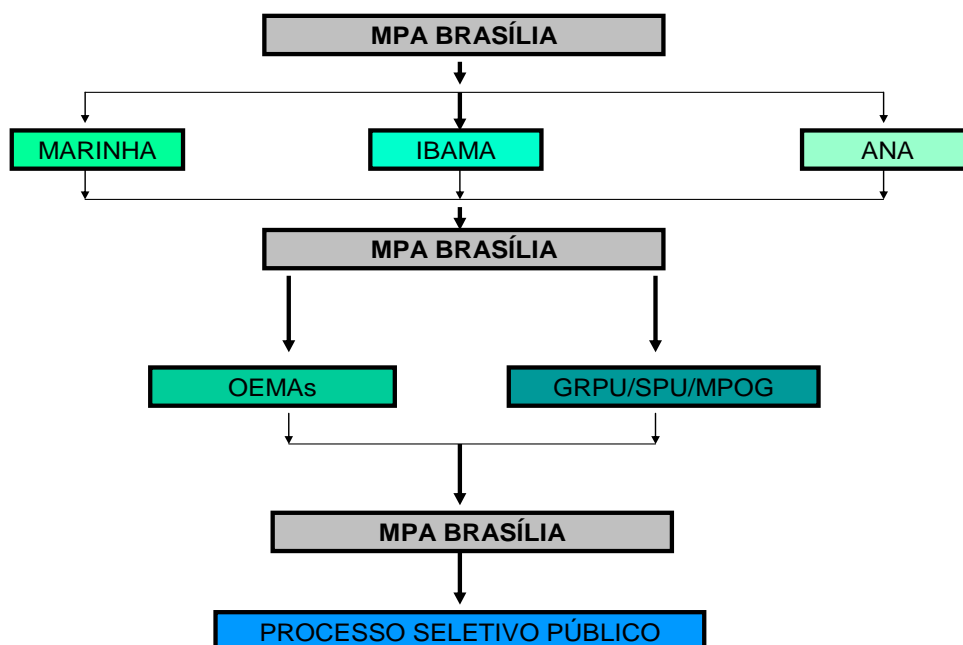 MPA BRASÍLIA
MARINHA
IBAMA
ANA
MPA BRASÍLIA
OEMAs
GRPU/SPU/MPOG
MPA BRASÍLIA
PROCESSO SELETIVO PÚBLICO